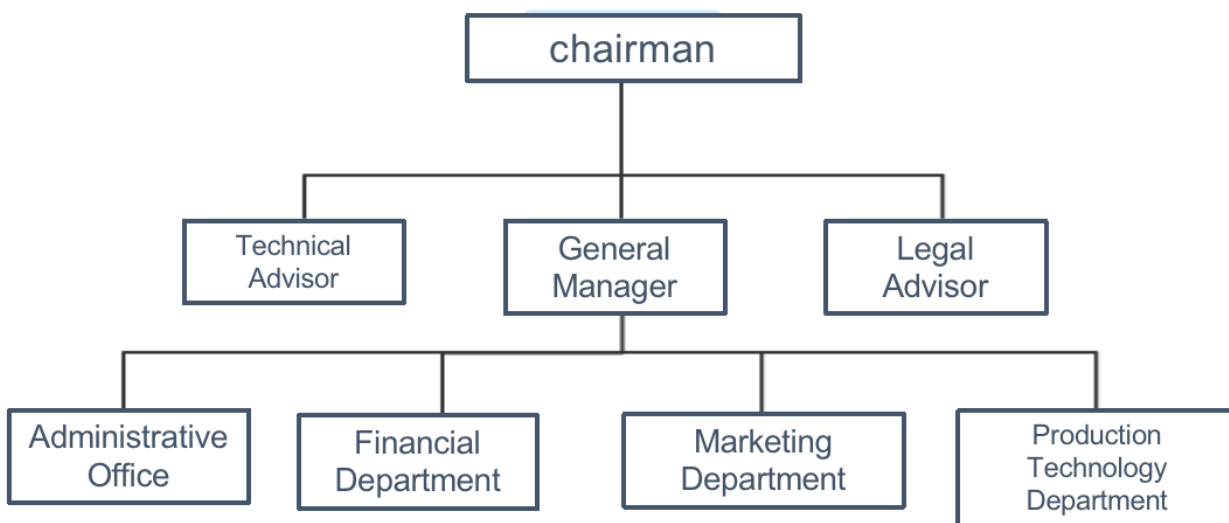 chairman
Technical
Advisor
General
Manager
Legal
Advisor
Administrative
Office
Financial
Department
Marketing
Department
Production
Technology
Department